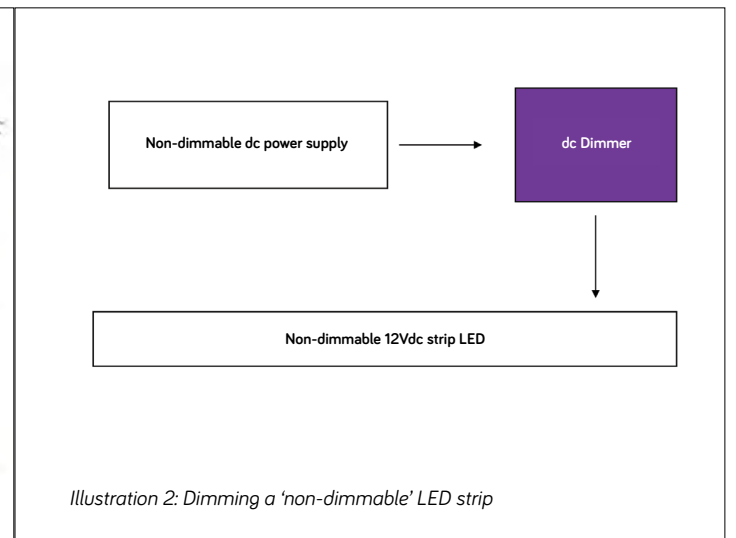 Non-dimmable dc power supply
dc Dimmer
Non-dimmable 12Vdc strip LED
Illustration 2: Dimming a ‘non-dimmable’ LED strip